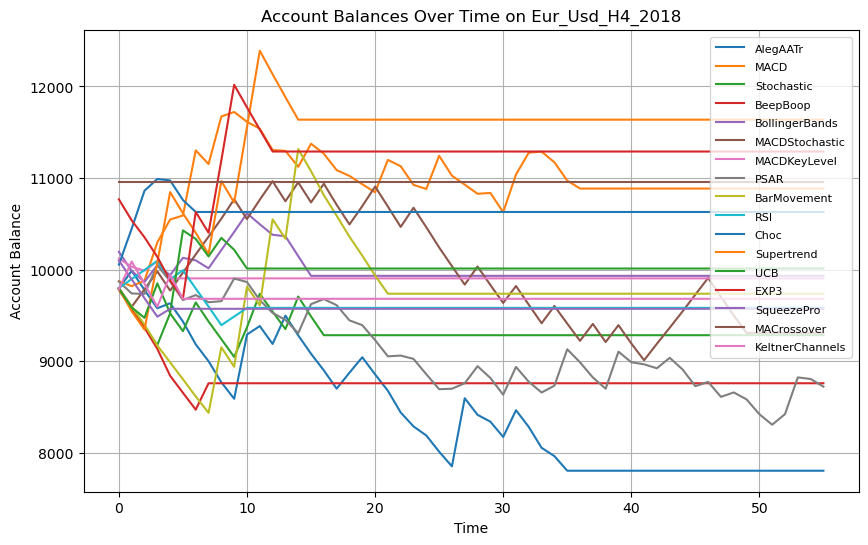 Account Balances Over Time on Eur_Usd_H4_2018
Account Balance
12000
11000
10000
9000
8000
0 10 20 30 40 50
Time
AlegAATr
MACD
Stochastic
BeepBoop
BollingerBands
MACDStochastic
MACDKeyLevel
PSAR
BarMovement
RSI
Choc
Supertrend
UCB
EXP3
SqueezePro
MACrossover
KeltnerChannels